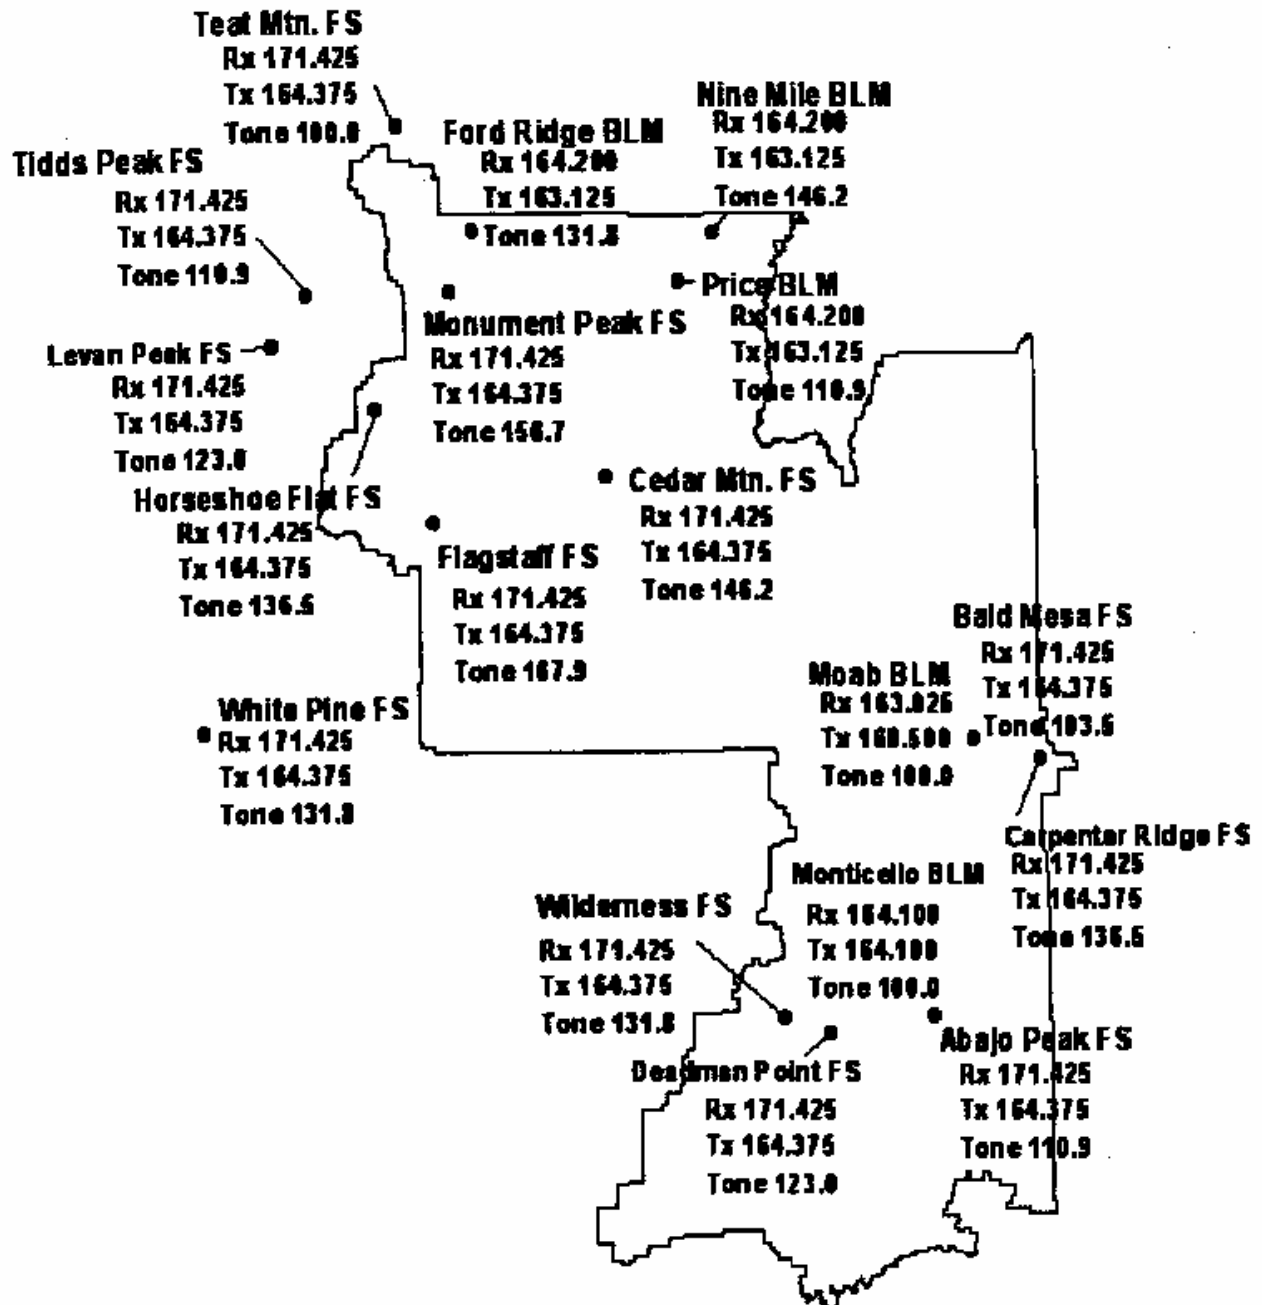 Teat Mtn. FS
Rx 171.425
Tx 164.375
Tone 100.0
Nine Mile BLM
Rx 164.200
Tx 163.125
Tone 146.2
Ford Ridge BLM
Rx 164.200
Tx 163.125
Tone 131.8
Tidds Peak FS
Rx 171.425
Tx 164.375
Tone 110.9
Price BLM
Rx 164.200
Tx 163.125
Tone 110.9
Monument Peak FS
Rx 171.425
Tx 164.375
Tone 156.7
Levan Peak FS
Rx 171.425
Tx 164.375
Tone 123.0
Horseshoe Flat FS
Rx 171.425
Tx 164.375
Tone 136.5
Cedar Mtn. FS
Rx 171.425
Tx 164.375
Tone 146.2
Flagstaff FS
Rx 171.425
Tx 164.375
Tone 167.9
Bald Mesa FS
Rx 171.425
Tx 164.375
Tone 103.5
Moab BLM
Rx 163.025
Tx 168.500
Tone 100.0
White Pine FS
Rx 171.425
Tx 164.375
Tone 131.8
Carpenter Ridge FS
Rx 171.425
Tx 164.375
Tone 136.5
Monticello BLM
Rx 164.100
Tx 164.100
Tone 100.0
Wilderness FS
Rx 171.425
Tx 164.375
Tone 131.8
Deadman Point FS
Rx 171.425
Tx 164.375
Tone 123.0
Abajo Peak FS
Rx 171.425
Tx 164.375
Tone 110.9